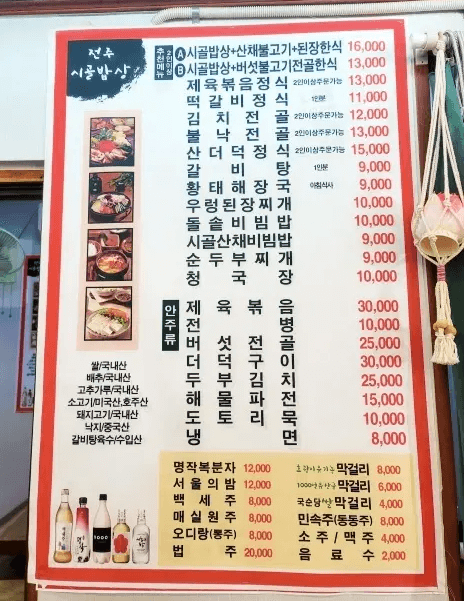 전주
시골밥상
추천메뉴 2인이상
A 시골밥상+산채불고기+된장한식 16,000
B 시골밥상+버섯불고기전골한식 13,000
제육볶음정식 2인이상주문가능 13,000
떡갈비정식 1인분 11,000
김치전골 2인이상주문가능 12,000
불낙전골 2인이상주문가능 13,000
산더덕정식 2인이상주문가능 15,000
갈비탕 1인분 9,000
황태해장국 아침식사 9,000
우렁된장찌개 10,000
돌솥비빔밥 10,000
시골산채비빔밥 9,000
순두부찌개 9,000
청국장 10,000
안주류
제육볶음 30,000
전병 10,000
버섯전골 25,000
더덕구이 30,000
두부김치 25,000
해물파전 15,000
도토리묵 10,000
냉면 8,000
쌀/국내산
배추/국내산
고추가루/국내산
소고기/미국산,호주산
돼지고기/국내산
낙지/중국산
갈비탕육수/수입산
명작복분자 12,000
서울의밤 12,000
백세주 8,000
매실원주 8,000
오디랑(뽕주) 8,000
법주 20,000
막걸리 8,000
막걸리 6,000
국순당쌀막걸리 4,000
민속주(동동주) 8,000
소주/맥주 4,000
음료수 2,000